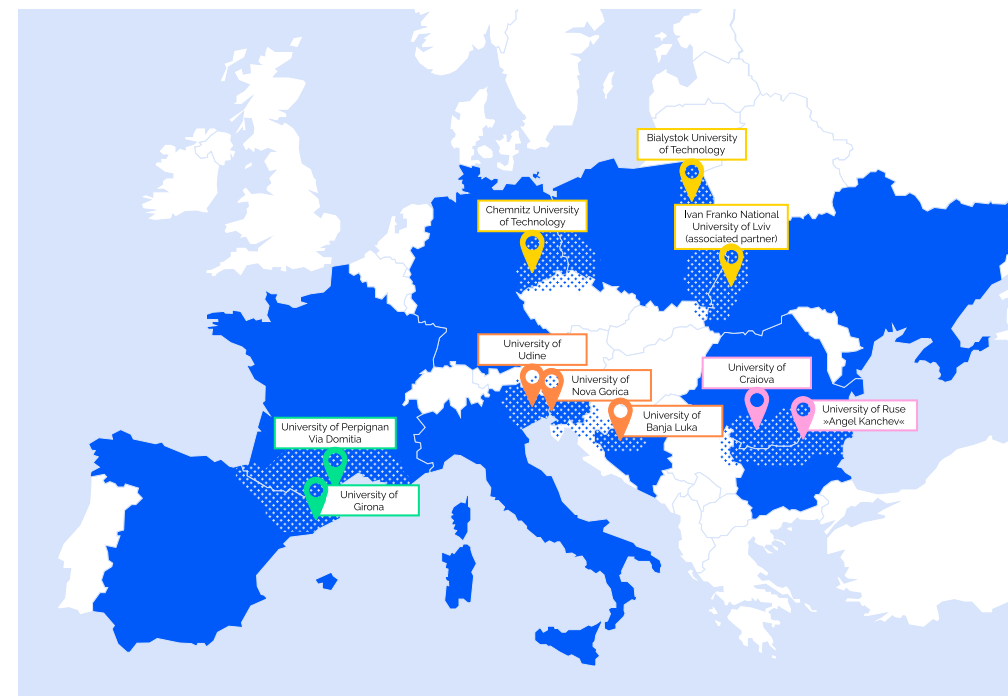 Bialystok University
of Technology
Chemnitz University
of Technology
Ivan Franko National
University of Lviv
(associated partner)
University of
Udine
University of
Nova Gorica
University of
Craiova
University of
Banja Luka
University of Ruse
»Angel Kanchev«
University of Perpignan
Via Domitia
University of
Girona